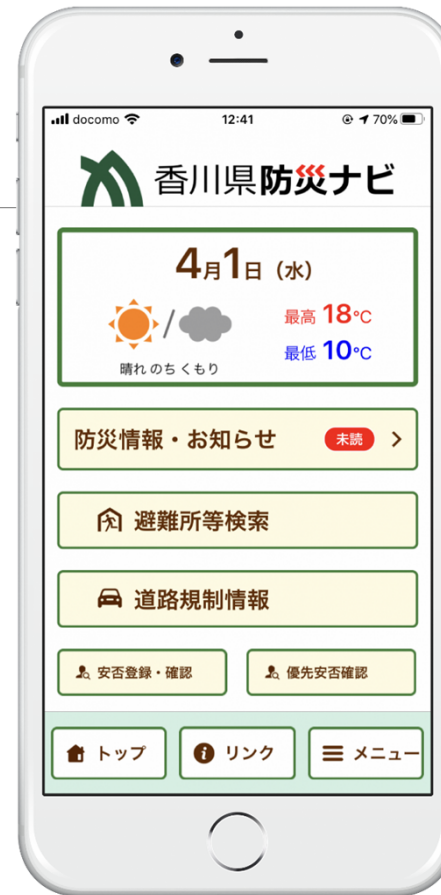 docomo 12:41 70%
香川県防災ナビ
4月1日（水）
最高 18℃
最低 10℃
晴れ のち くもり
防災情報・お知らせ 未読
避難所等検索
道路規制情報
安否登録・確認 優先安否確認
トップ リンク メニュー